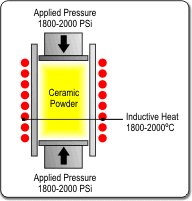 Applied Pressure
1800-2000 PSi
Ceramic
Powder
Inductive Heat
1800-2000°C
Applied Pressure
1800-2000 PSi